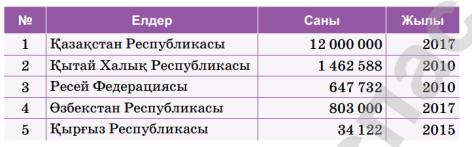 № Елдер Саны Жылы
1 Қазақстан Республикасы 12 000 000 2017
2 Қытай Халық Республикасы 1 462 588 2010
3 Ресей Федерациясы 647 732 2010
4 Өзбекстан Республикасы 803 000 2017
5 Қырғыз Республикасы 34 122 2015